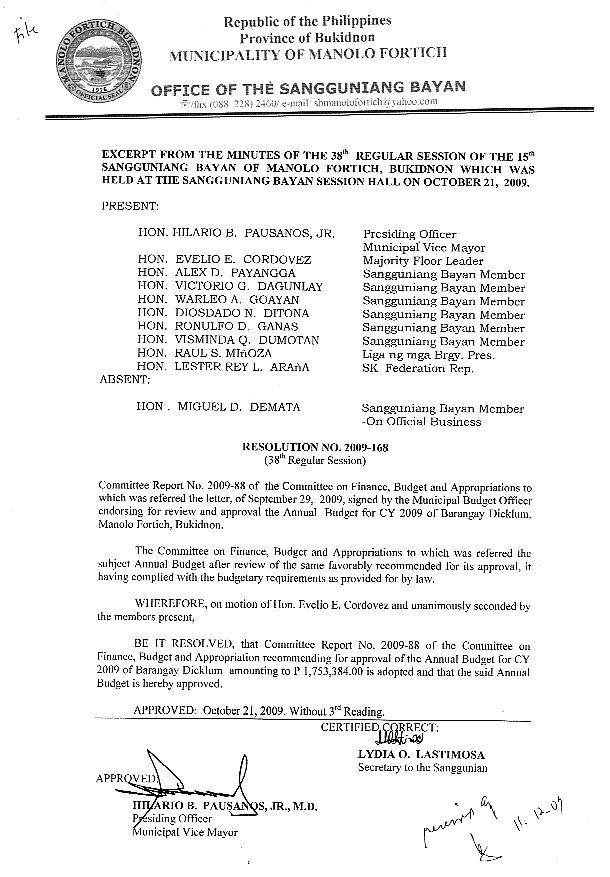 file
Republic of the Philippines
Province of Bukidnon
MUNICIPALITY OF MANOLO FORTICH
MANOLO FORTICH, BUKIDNON
OFFICIAL SEAL
OFFICE OF THE SANGGUNIANG BAYAN
☏/fax (088-228) 2460/ e-mail: sbmanolofortich@yahoo.com
EXCERPT FROM THE MINUTES OF THE 38th REGULAR SESSION OF THE 15th
SANGGUNIANG BAYAN OF MANOLO FORTICH, BUKIDNON WHICH WAS
HELD AT THE SANGGUNIANG BAYAN SESSION HALL ON OCTOBER 21, 2009.
PRESENT:
HON. HILARIO B. PAUSANOS, JR. Presiding Officer
Municipal Vice Mayor
HON. EVELIO E. CORDOVEZ Majority Floor Leader
HON. ALEX D. PAYANGGA Sangguniang Bayan Member
HON. VICTORIO G. DAGUNLAY Sangguniang Bayan Member
HON. WARLEO A. GOAYAN Sangguniang Bayan Member
HON. DIOSDADO N. DITONA Sangguniang Bayan Member
HON. RONULFO D. GANAS Sangguniang Bayan Member
HON. VISMINDA Q. DUMOTAN Sangguniang Bayan Member
HON. RAUL S. MIñOZA Liga ng mga Brgy. Pres.
HON. LESTER REY L. ARAñA SK Federation Rep.
ABSENT:
HON . MIGUEL D. DEMATA Sangguniang Bayan Member
-On Official Business
RESOLUTION NO. 2009-168
(38th Regular Session)
Committee Report No. 2009-88 of the Committee on Finance, Budget and Appropriations to
which was referred the letter, of September 29, 2009, signed by the Municipal Budget Officer
endorsing for review and approval the Annual Budget for CY 2009 of Barangay Dicklum,
Manolo Fortich, Bukidnon.
The Committee on Finance, Budget and Appropriations to which was referred the
subject Annual Budget after review of the same favorably recommended for its approval, it
having complied with the budgetary requirements as provided for by law.
WHEREFORE, on motion of Hon. Evelio E. Cordovez and unanimously seconded by
the members present,
BE IT RESOLVED, that Committee Report No. 2009-88 of the Committee on
Finance, Budget and Appropriation recommending for approval of the Annual Budget for CY
2009 of Barangay Dicklum amounting to P 1,753,384.00 is adopted and that the said Annual
Budget is hereby approved.
APPROVED: October 21, 2009. Without 3rd Reading.
CERTIFIED CORRECT:
LYDIA O. LASTIMOSA
Secretary to the Sanggunian
APPROVED:
HILARIO B. PAUSANOS, JR., M.D.
Presiding Officer
Municipal Vice Mayor
11-12-09